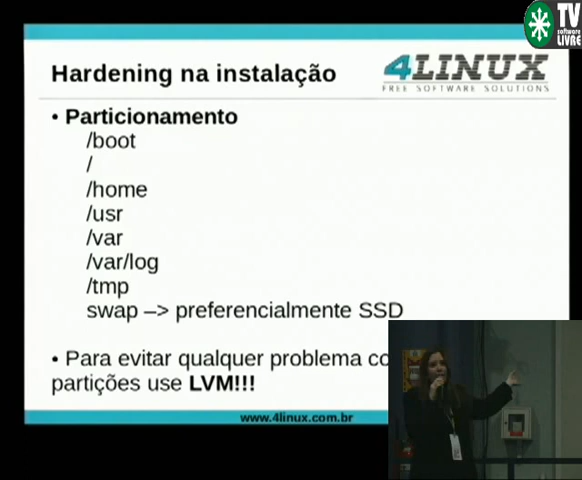 TV
software
LIVRE
Hardening na instalação
4LINUX
FREE SOFTWARE SOLUTIONS
• Particionamento
/boot
/
/home
/usr
/var
/var/log
/tmp
swap –> preferencialmente SSD
• Para evitar qualquer problema co
partições use LVM!!!
www.4linux.com.br